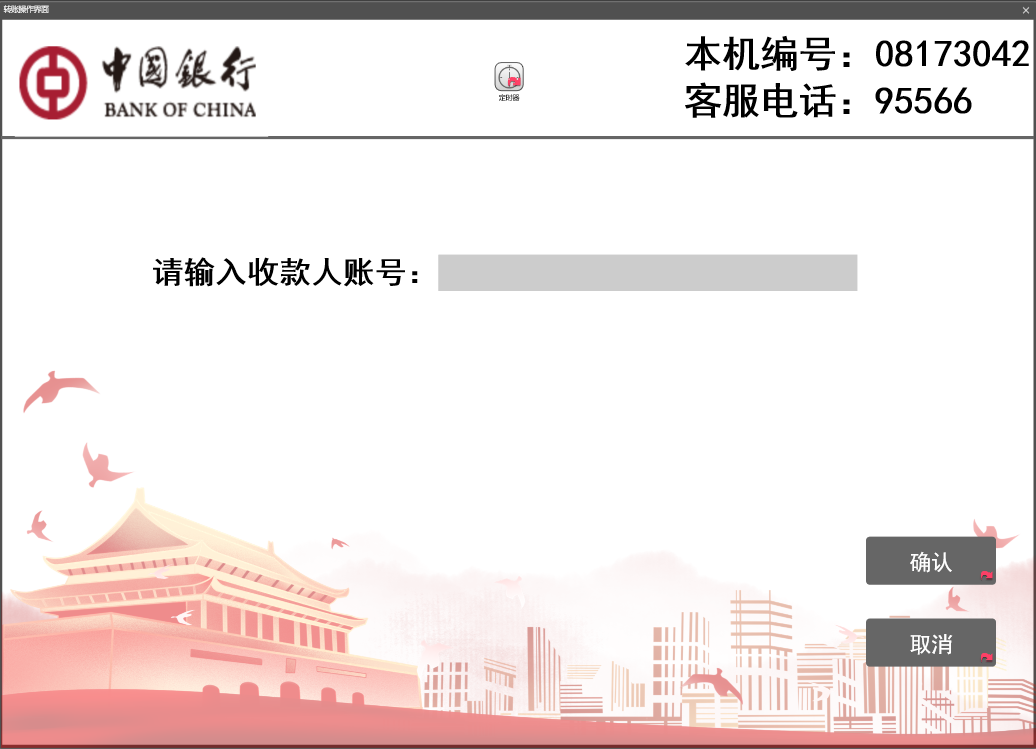 转账操作界面
中国銀行
BANK OF CHINA
定时器
本机编号：08173042
客服电话：95566
请输入收款人账号：
确认
取消